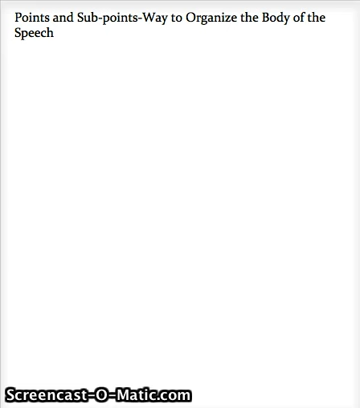 Points and Sub-points-Way to Organize the Body of the
Speech
Screencast-O-Matic.com